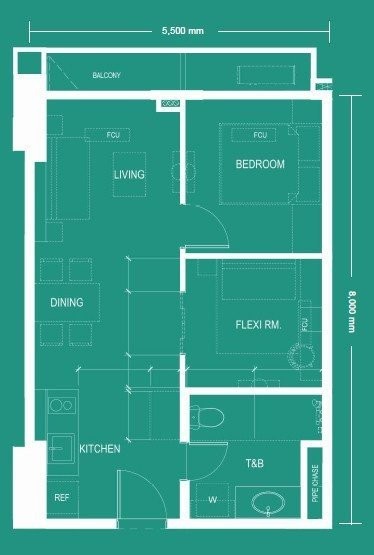 5,500 mm
BALCONY
FCU
FCU
LIVING
BEDROOM
8,000 mm
DINING
FLEXI RM.
FCU
KITCHEN
T&B
REF
W
PIPE CHASE